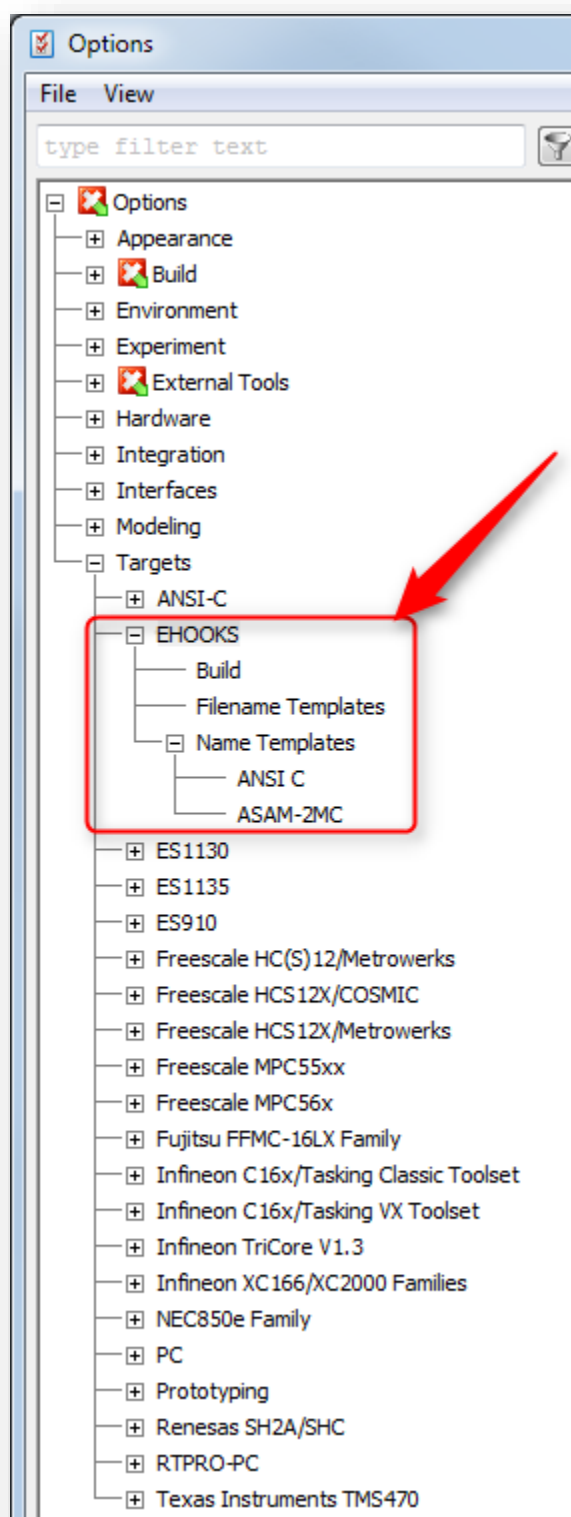 Options
File View
type filter text
Options
Appearance
Build
Environment
Experiment
External Tools
Hardware
Integration
Interfaces
Modeling
Targets
ANSI-C
EHOOKS
Build
Filename Templates
Name Templates
ANSI C
ASAM-2MC
ES1130
ES1135
ES910
Freescale HC(S)12/Metrowerks
Freescale HCS12X/COSMIC
Freescale HCS12X/Metrowerks
Freescale MPC55xx
Freescale MPC56x
Fujitsu FFMC-16LX Family
Infineon C16x/Tasking Classic Toolset
Infineon C16x/Tasking VX Toolset
Infineon TriCore V1.3
Infineon XC166/XC2000 Families
NEC850e Family
PC
Prototyping
Renesas SH2A/SHC
RTPRO-PC
Texas Instruments TMS470